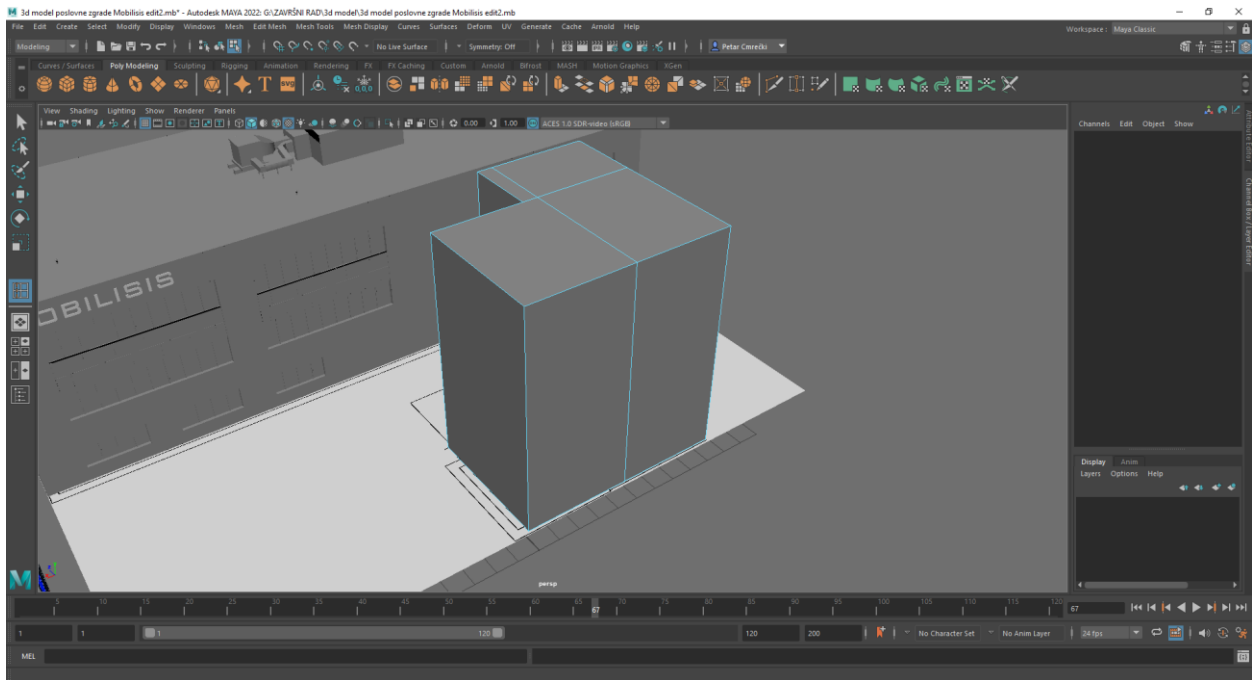 3d model poslovne zgrade Mobilisis edit2.mb* - Autodesk MAYA 2022: G:\ZAVRŠNI RAD\3d model\3d model poslovne zgrade Mobilisis edit2.mb
File Edit Create Select Modify Display Windows Mesh Edit Mesh Mesh Tools Mesh Display Curves Surfaces Deform UV Generate Cache Arnold Help
Workspace: Maya Classic
Modeling No Live Surface Symmetry: Off Petar Cmrečki
Curves / Surfaces Poly Modeling Sculpting Rigging Animation Rendering FX FX Caching Custom Arnold Bifrost MASH Motion Graphics XGen
View Shading Lighting Show Renderer Panels
0.00 1.00 ACES 1.0 SDR-video (sRGB)
Channels Edit Object Show
Attribute Editor
Channel Box / Layer Editor
OBILISIS
Display Anim
Layers Options Help
persp
5 10 15 20 25 30 35 40 45 50 55 60 65 67 70 75 80 85 90 95 100 105 110 115 120 67
1 1 1 120 120 200 No Character Set No Anim Layer 24 fps
MEL